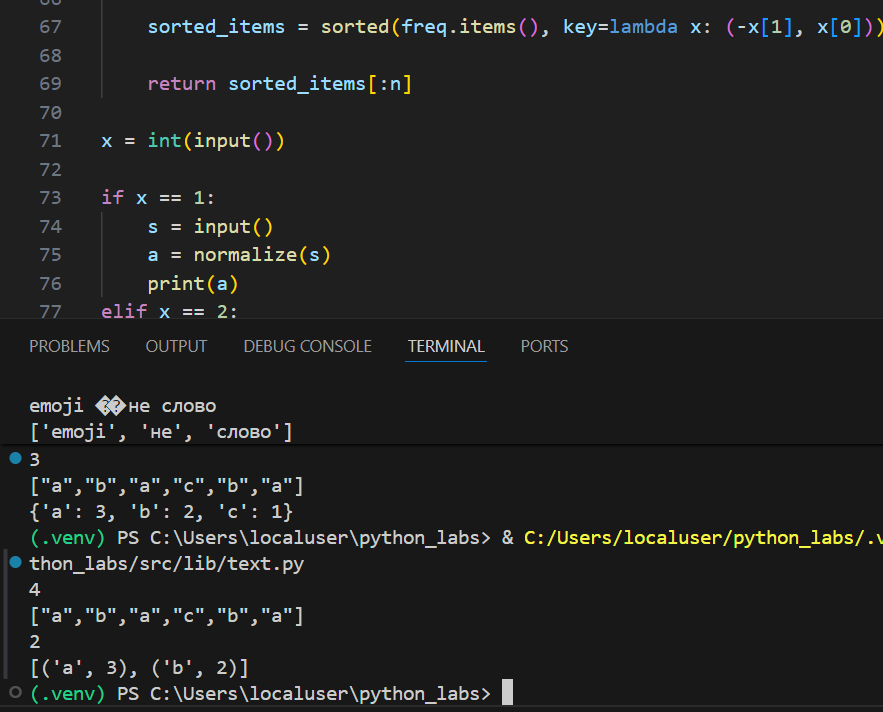 66
67 sorted_items = sorted(freq.items(), key=lambda x: (-x[1], x[0]))
68
69 return sorted_items[:n]
70
71 x = int(input())
72
73 if x == 1:
74 s = input()
75 a = normalize(s)
76 print(a)
77 elif x == 2:
PROBLEMS OUTPUT DEBUG CONSOLE TERMINAL PORTS
emoji ��не слово
['emoji', 'не', 'слово']
3
["a","b","a","c","b","a"]
{'a': 3, 'b': 2, 'c': 1}
(.venv) PS C:\Users\localuser\python_labs> & C:/Users/localuser/python_labs/.v
thon_labs/src/lib/text.py
4
["a","b","a","c","b","a"]
2
[('a', 3), ('b', 2)]
(.venv) PS C:\Users\localuser\python_labs>